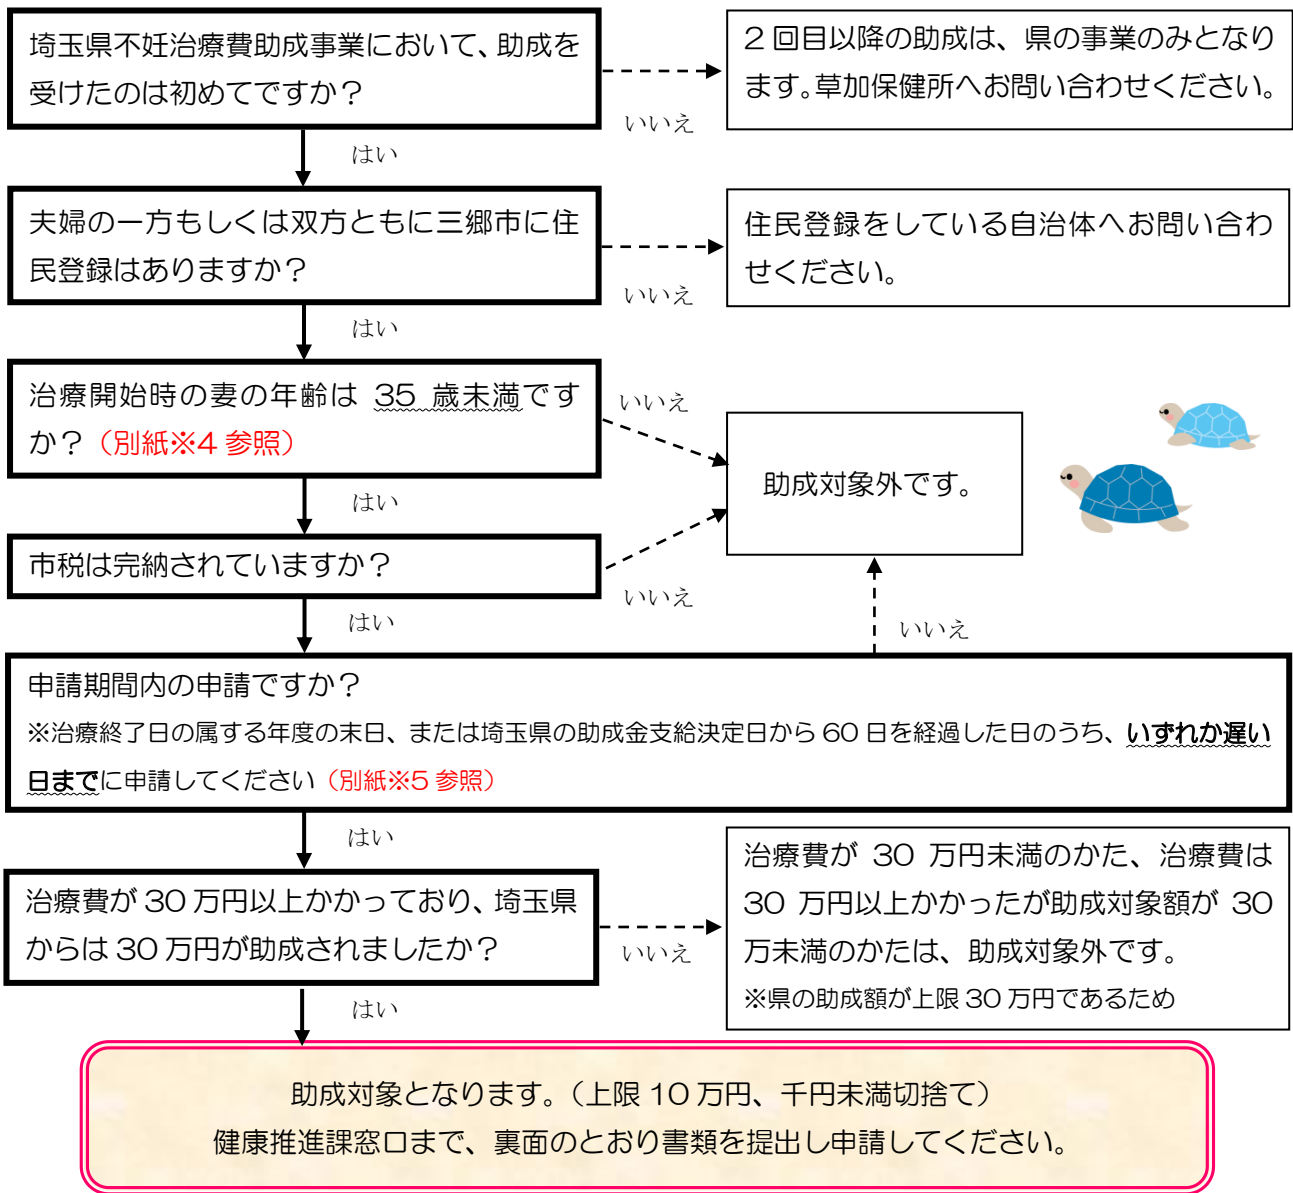 埼玉県不妊治療費助成事業において、助成を
受けたのは初めてですか？
いいえ
2回目以降の助成は、県の事業のみとなり
ます。草加保健所へお問い合わせください。
はい
夫婦の一方もしくは双方ともに三郷市に住
民登録はありますか？
いいえ
住民登録をしている自治体へお問い合わ
せください。
はい
治療開始時の妻の年齢は 35 歳未満です
か？（別紙※4 参照）
いいえ
助成対象外です。
はい
市税は完納されていますか？
いいえ
はい
いいえ
申請期間内の申請ですか？
※治療終了日の属する年度の末日、または埼玉県の助成金支給決定日から 60 日を経過した日のうち、いずれか遅い
日までに申請してください（別紙※5 参照）
はい
治療費が 30 万円以上かかっており、埼玉県
からは 30 万円が助成されましたか？
いいえ
治療費が 30 万円未満のかた、治療費は
30 万円以上かかったが助成対象額が 30
万未満のかたは、助成対象外です。
※県の助成額が上限 30 万円であるため
はい
助成対象となります。（上限 10 万円、千円未満切捨て）
健康推進課窓口まで、裏面のとおり書類を提出し申請してください。